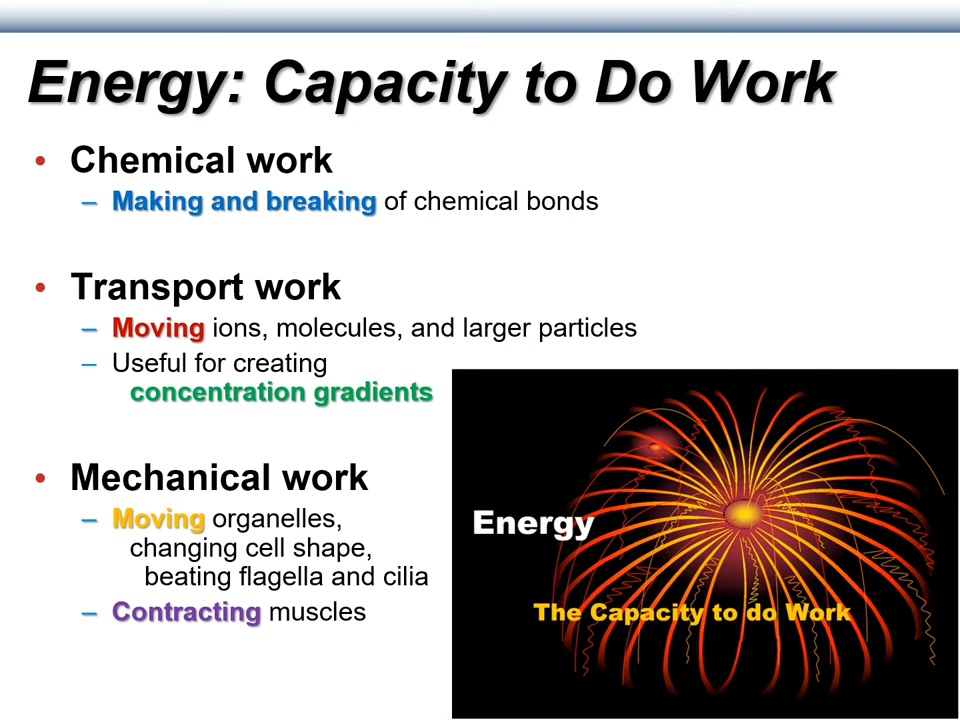 Energy: Capacity to Do Work
• Chemical work
– Making and breaking of chemical bonds
• Transport work
– Moving ions, molecules, and larger particles
– Useful for creating
concentration gradients
• Mechanical work
– Moving organelles,
changing cell shape,
beating flagella and cilia
– Contracting muscles
Energy
The Capacity to do Work